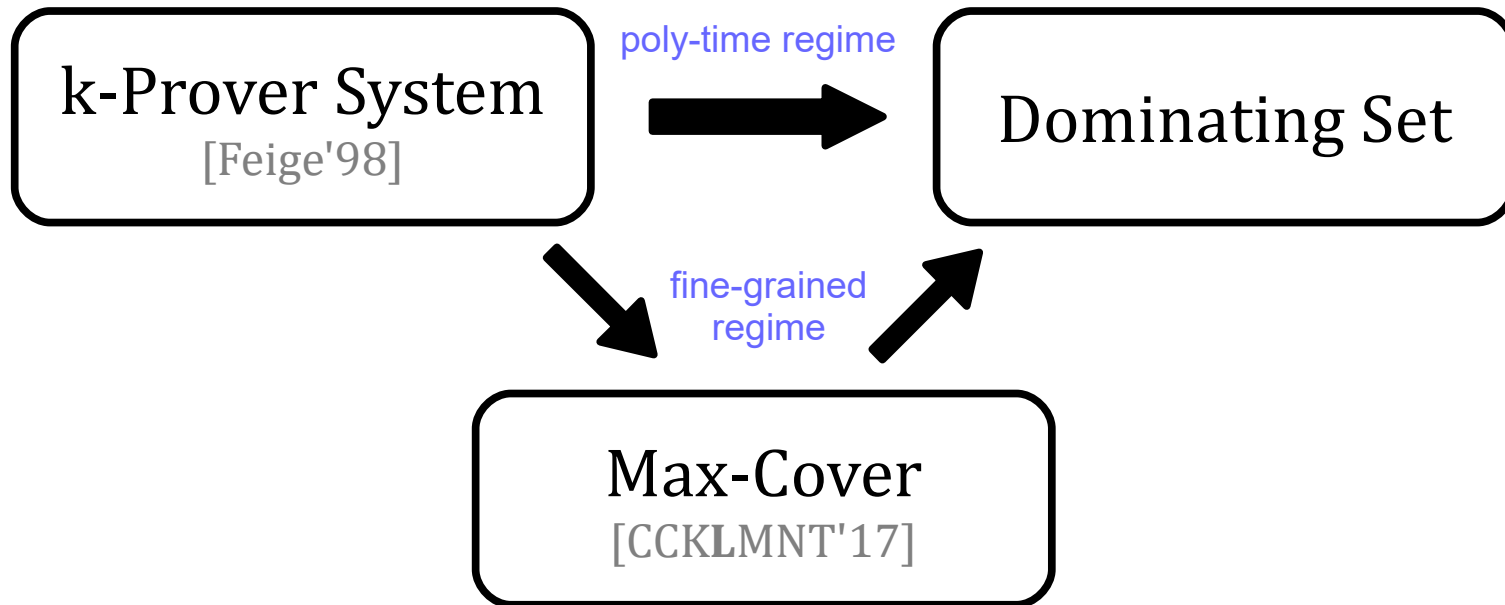 k-Prover System
[Feige'98]
poly-time regime
Dominating Set
fine-grained
regime
Max-Cover
[CCKLMNT'17]